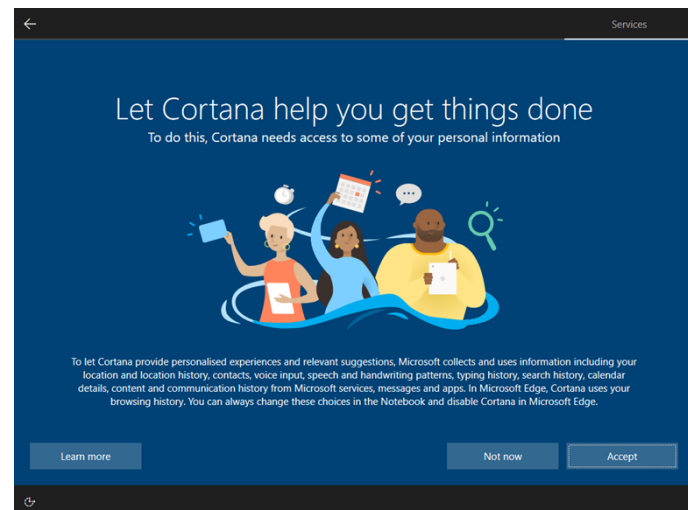 Services
Let Cortana help you get things done
To do this, Cortana needs access to some of your personal information
To let Cortana provide personalised experiences and relevant suggestions, Microsoft collects and uses information including your
location and location history, contacts, voice input, speech and handwriting patterns, typing history, search history, calendar
details, content and communication history from Microsoft services, messages and apps. In Microsoft Edge, Cortana uses your
browsing history. You can always change these choices in the Notebook and disable Cortana in Microsoft Edge.
Learn more
Not now
Accept